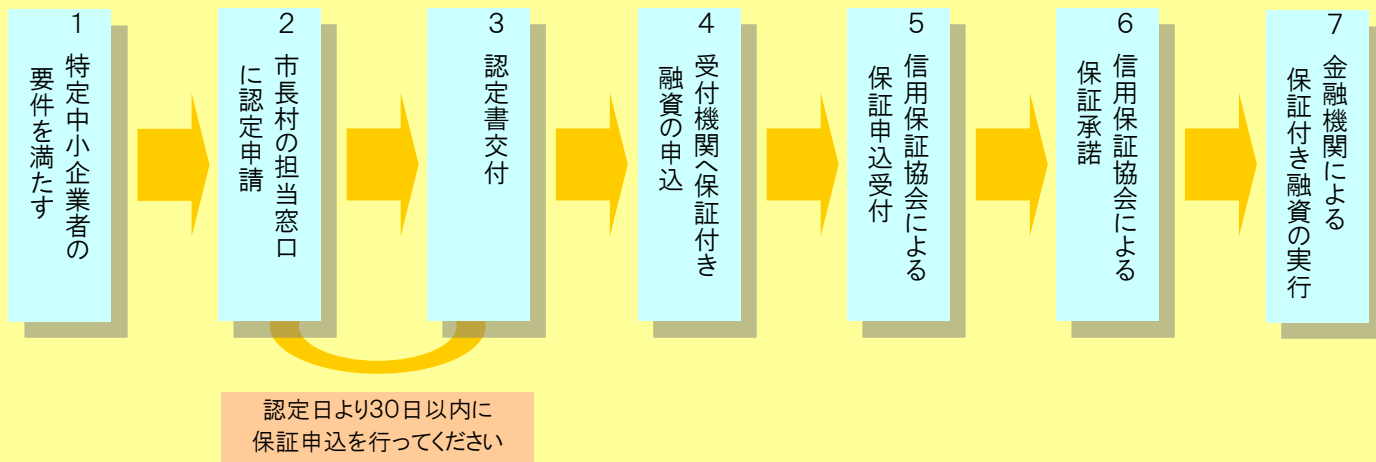 1
特定中小企業者の
要件を満たす
2
市長村の担当窓口
に認定申請
3
認定書交付
4
受付機関へ保証付き
融資の申込
5
信用保証協会による
保証申込受付
6
信用保証協会による
保証承諾
7
金融機関による
保証付き融資の実行
認定日より30日以内に
保証申込を行ってください